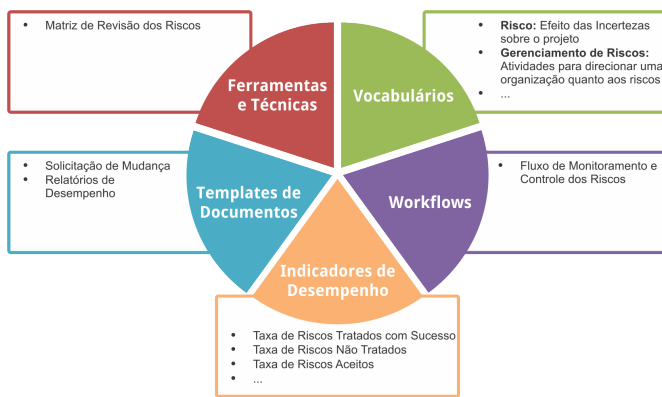 • Matriz de Revisão dos Riscos
Ferramentas
e Técnicas
Vocabulários
• Risco: Efeito das Incertezas
sobre o projeto
• Gerenciamento de Riscos:
Atividades para direcionar uma
organização quanto aos riscos
• ...
• Solicitação de Mudança
• Relatórios de
Desempenho
Templates de
Documentos
Workflows
• Fluxo de Monitoramento e
Controle dos Riscos
Indicadores de
Desempenho
• Taxa de Riscos Tratados com Sucesso
• Taxa de Riscos Não Tratados
• Taxa de Riscos Aceitos
• ...